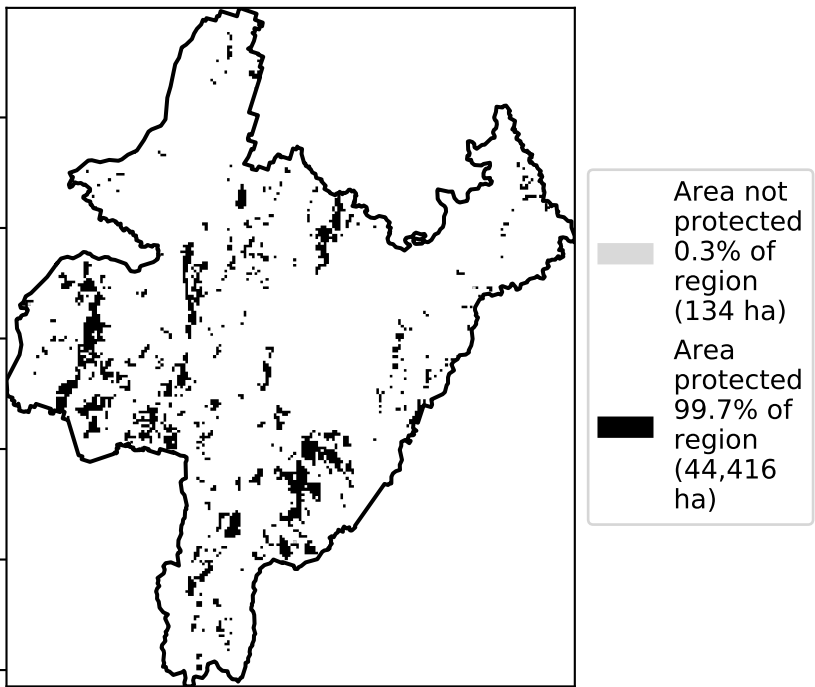 Area not
protected
0.3% of
region
(134 ha)
Area
protected
99.7% of
region
(44,416
ha)